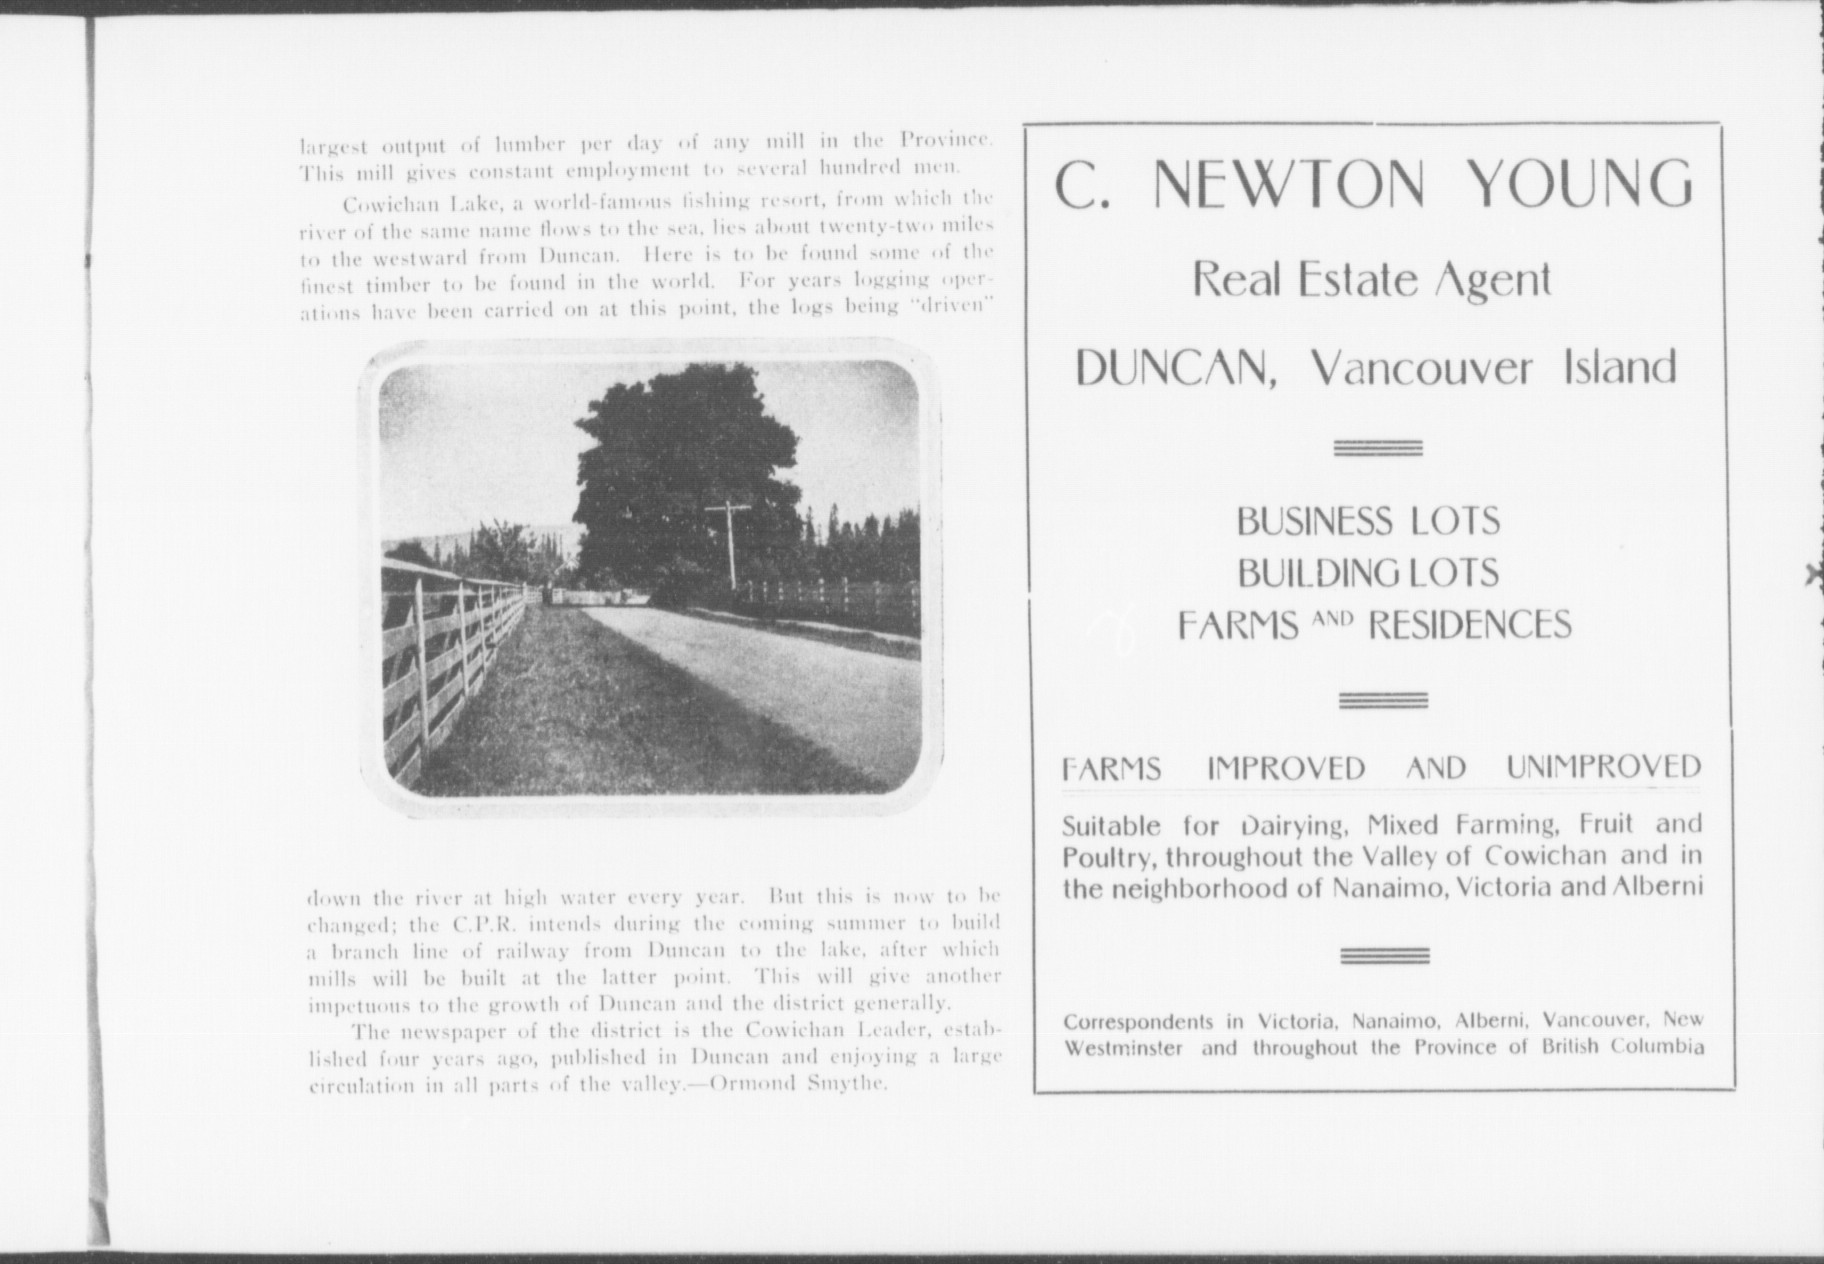 largest output of lumber per day of any mill in the Province.
This mill gives constant employment to several hundred men.
Cowichan Lake, a world-famous fishing resort, from which the
river of the same name flows to the sea, lies about twenty-two miles
to the westward from Duncan. Here is to be found some of the
finest timber to be found in the world. For years logging oper-
ations have been carried on at this point, the logs being "driven"
down the river at high water every year. But this is now to be
changed; the C.P.R. intends during the coming summer to build
a branch line of railway from Duncan to the lake, after which
mills will be built at the latter point. This will give another
impetuous to the growth of Duncan and the district generally.
The newspaper of the district is the Cowichan Leader, estab-
lished four years ago, published in Duncan and enjoying a large
circulation in all parts of the valley.—Ormond Smythe.
C. NEWTON YOUNG
Real Estate Agent
DUNCAN, Vancouver Island
BUSINESS LOTS
BUILDING LOTS
FARMS AND RESIDENCES
FARMS IMPROVED AND UNIMPROVED
Suitable for Dairying, Mixed Farming, Fruit and
Poultry, throughout the Valley of Cowichan and in
the neighborhood of Nanaimo, Victoria and Alberni
Correspondents in Victoria, Nanaimo, Alberni, Vancouver, New
Westminster and throughout the Province of British Columbia